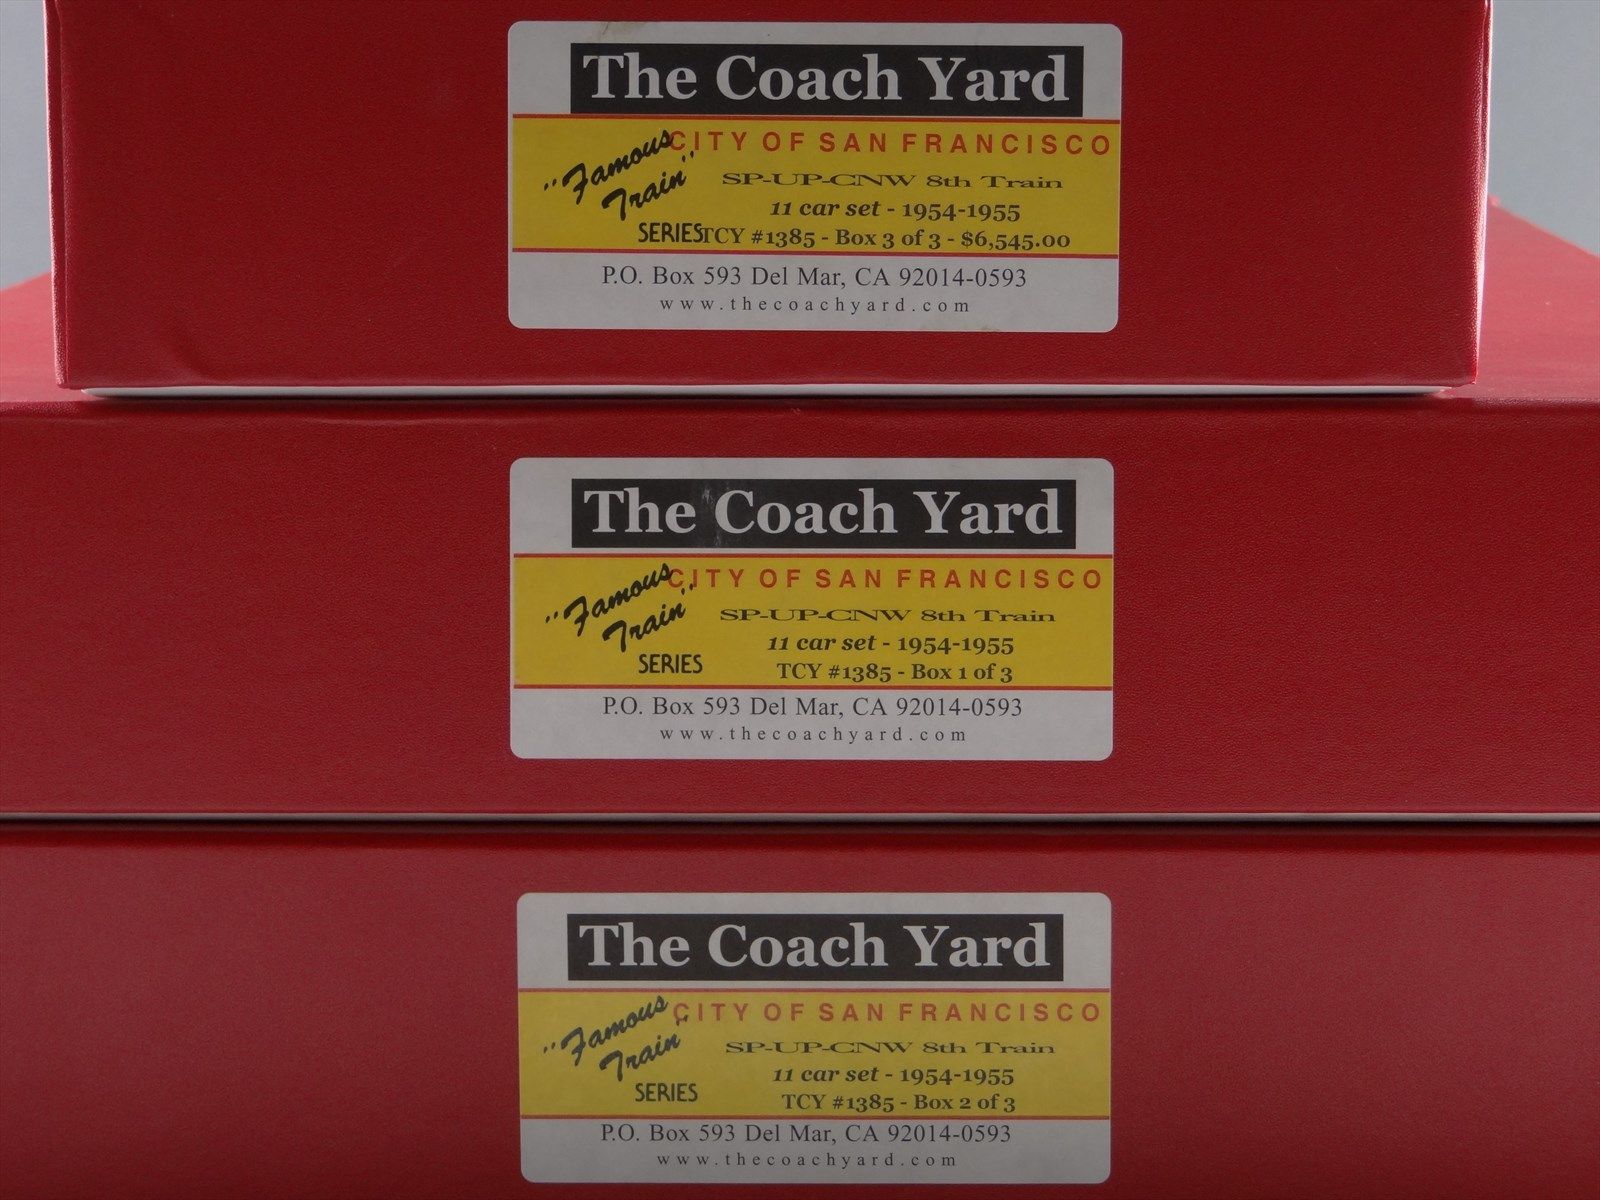 The Coach Yard
"Famous
Train"
SERIES
CITY OF SAN FRANCISCO
SP-UP-CNW 8th Train
11 car set - 1954-1955
TCY #1385 - Box 3 of 3 - $6,545.00
P.O. Box 593 Del Mar, CA 92014-0593
www.thecoachyard.com
The Coach Yard
"Famous
Train"
SERIES
CITY OF SAN FRANCISCO
SP-UP-CNW 8th Train
11 car set - 1954-1955
TCY #1385 - Box 1 of 3
P.O. Box 593 Del Mar, CA 92014-0593
www.thecoachyard.com
The Coach Yard
"Famous
Train"
SERIES
CITY OF SAN FRANCISCO
SP-UP-CNW 8th Train
11 car set - 1954-1955
TCY #1385 - Box 2 of 3
P.O. Box 593 Del Mar, CA 92014-0593
www.thecoachyard.com